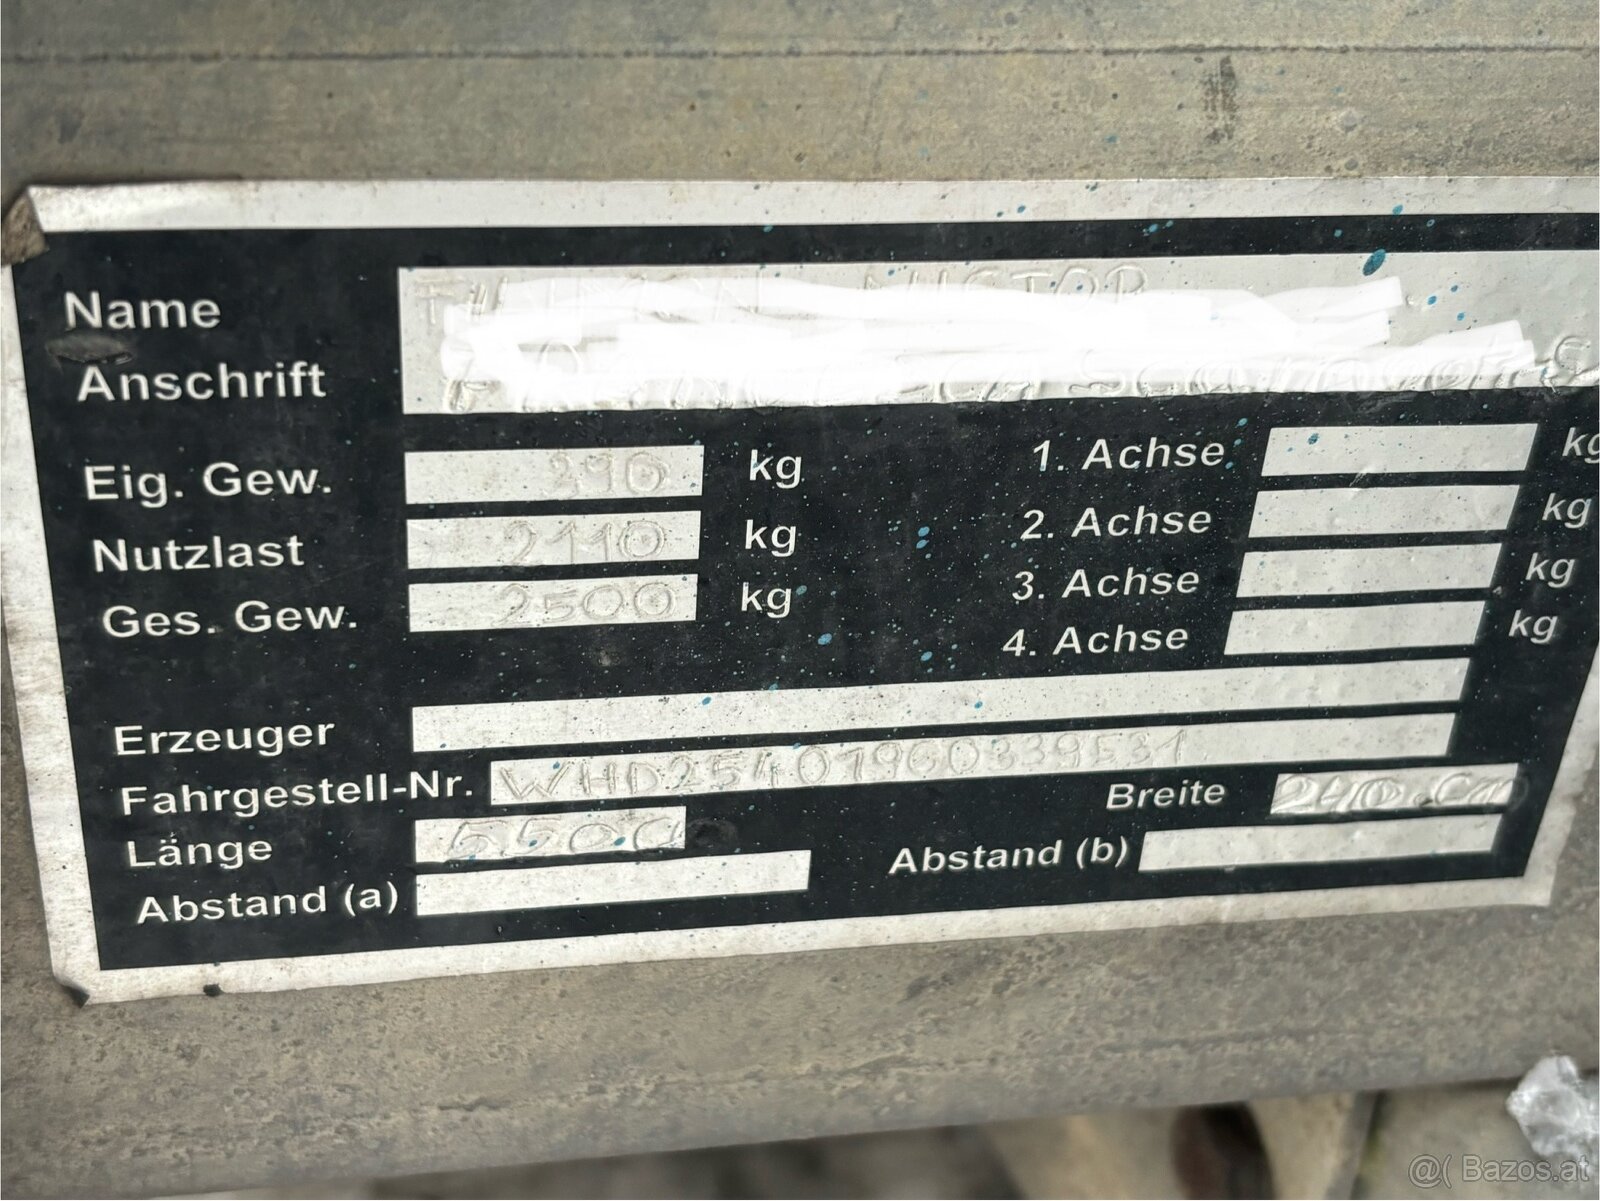 Name
Anschrift
Eig. Gew. 290 kg
Nutzlast 2110 kg
Ges. Gew. 2500 kg
1. Achse kg
2. Achse kg
3. Achse kg
4. Achse kg
Erzeuger
Fahrgestell-Nr.
Länge 5500
Breite 240 cm
Abstand (a)
Abstand (b)
@( Bazos.at